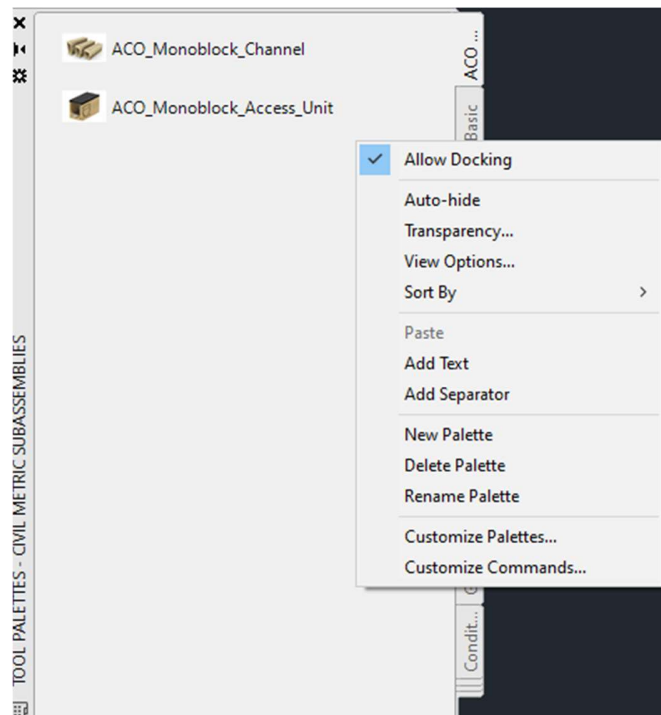 ACO_Monoblock_Channel
ACO_Monoblock_Access_Unit
ACO ...
Basic
Allow Docking
Auto-hide
Transparency...
View Options...
Sort By
Paste
Add Text
Add Separator
New Palette
Delete Palette
Rename Palette
Customize Palettes...
Customize Commands...
Condit...
TOOL PALETTES - CIVIL METRIC SUBASSEMBLIES